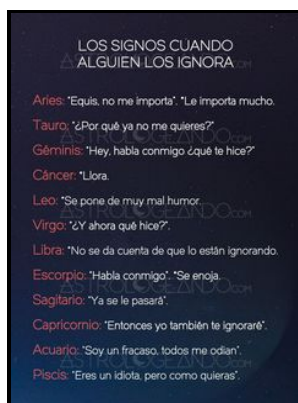 LOS SIGNOS CUANDO
ALGUIEN LOS IGNORA
Aries: "Equis, no me importa". *Le importa mucho.
Tauro: "¿Por qué ya no me quieres?"
Géminis: "Hey, habla conmigo ¿qué te hice?"
Cáncer: *Llora.
Leo: *Se pone de muy mal humor.
Virgo: "¿Y ahora qué hice?".
Libra: *No se da cuenta de que lo están ignorando.
Escorpio: "Habla conmigo". *Se enoja.
Sagitario: "Ya se le pasará".
Capricornio: "Entonces yo también te ignoraré".
Acuario: "Soy un fracaso, todos me odian".
Piscis: "Eres un idiota, pero como quieras".
ASTROLOGEANDO.COM